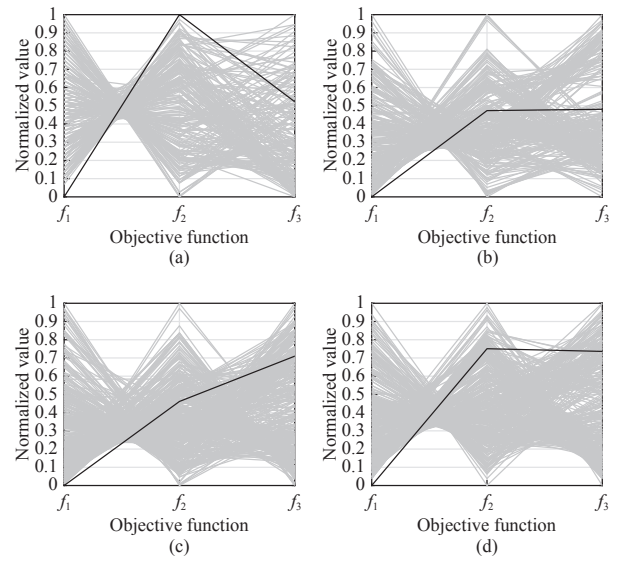 1
0.9
0.8
0.7
0.6
0.5
0.4
0.3
0.2
0.1
0
Normalized value
f1
f2
f3
Objective function
(a)
1
0.9
0.8
0.7
0.6
0.5
0.4
0.3
0.2
0.1
0
Normalized value
f1
f2
f3
Objective function
(b)
1
0.9
0.8
0.7
0.6
0.5
0.4
0.3
0.2
0.1
0
Normalized value
f1
f2
f3
Objective function
(c)
1
0.9
0.8
0.7
0.6
0.5
0.4
0.3
0.2
0.1
0
Normalized value
f1
f2
f3
Objective function
(d)